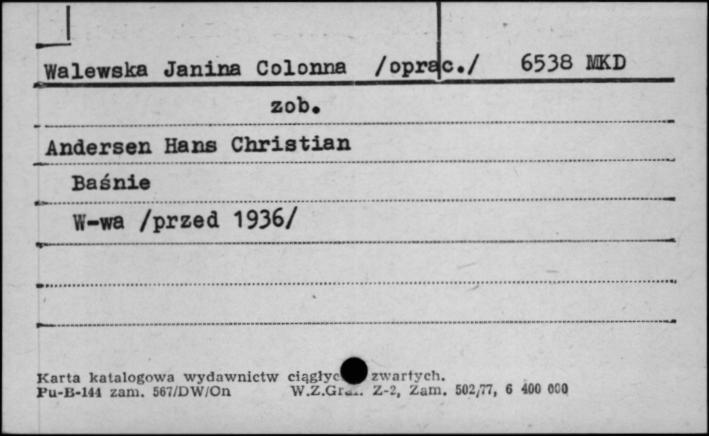 Walewska Janina Colonna /oprac./ 6538 MKD
zob.
Andersen Hans Christian
Baśnie
W-wa /przed 1936/
Karta katalogowa wydawnictw zwartych.
Pu-B-144 zam. 567/DW/On W.Z.Graf. Z-2, Zam. 502/77, 6 400 000